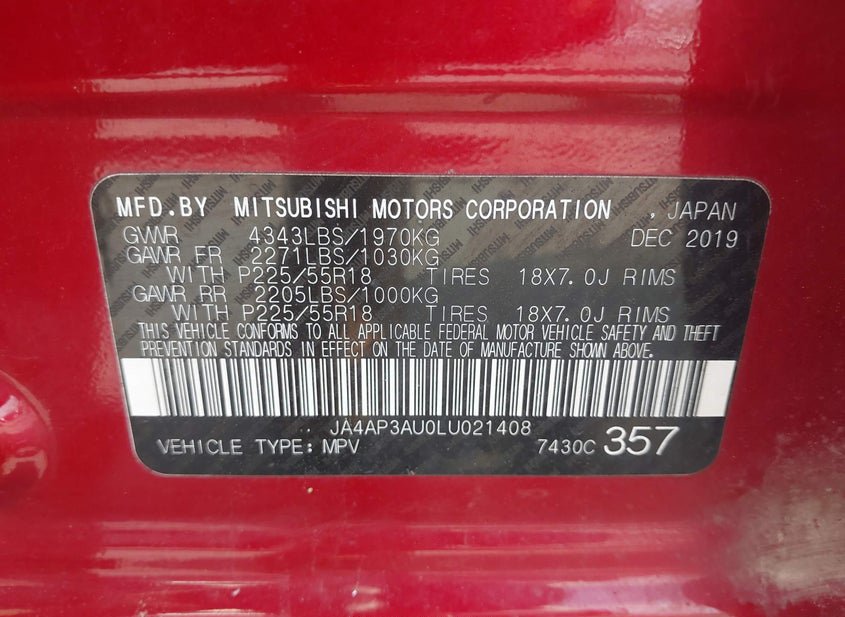 MFD.BY MITSUBISHI MOTORS CORPORATION , JAPAN
GVWR 4343LBS/1970KG DEC 2019
GAWR FR 2271LBS/1030KG
WITH P225/55R18 TIRES 18X7.0J RIMS
GAWR RR 2205LBS/1000KG
WITH P225/55R18 TIRES 18X7.0J RIMS
THIS VEHICLE CONFORMS TO ALL APPLICABLE FEDERAL MOTOR VEHICLE SAFETY AND THEFT
PREVENTION STANDARDS IN EFFECT ON THE DATE OF MANUFACTURE SHOWN ABOVE.
JA4AP3AU0LU021408
VEHICLE TYPE: MPV 7430C 357